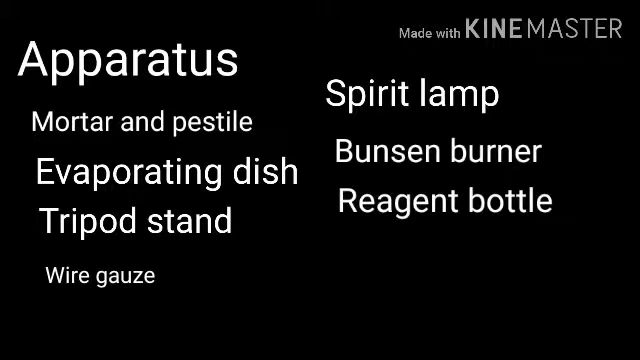 Made with KINEMASTER
Apparatus
Mortar and pestile
Evaporating dish
Tripod stand
Wire gauze
Spirit lamp
Bunsen burner
Reagent bottle